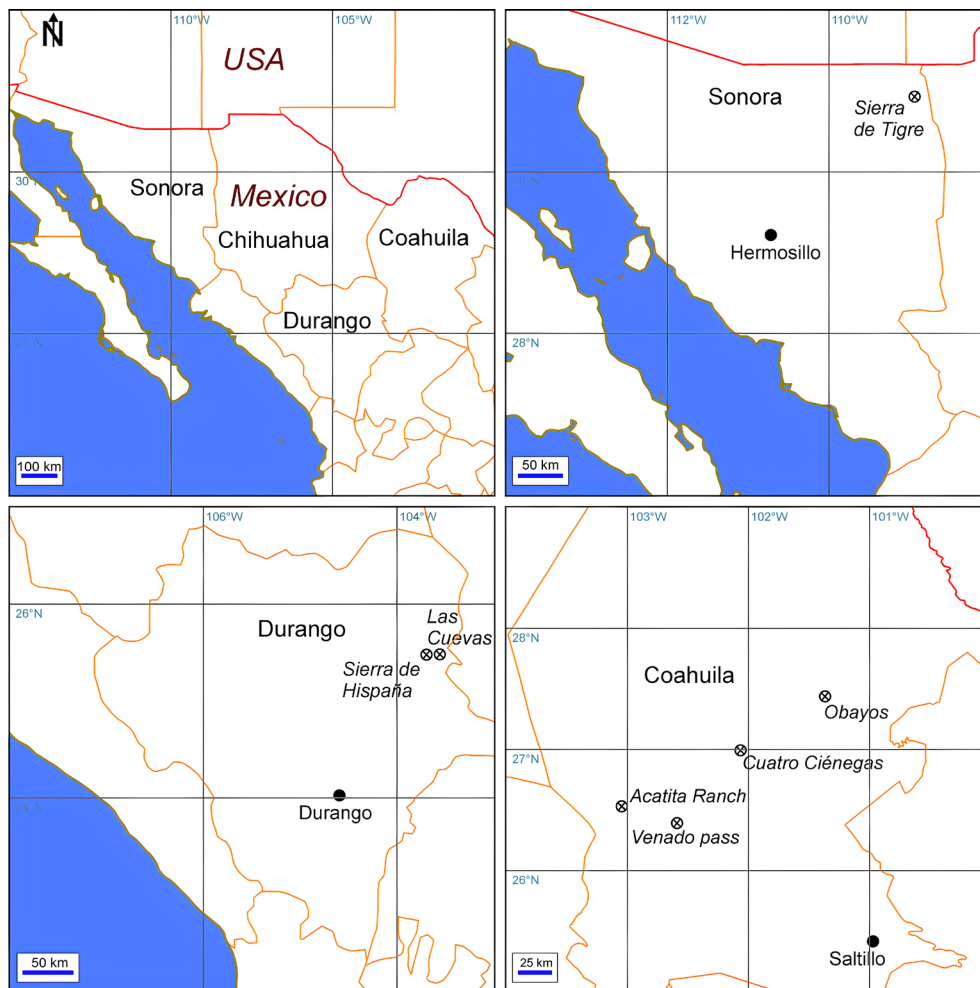 N
110°W
105°W
USA
Sonora
Mexico
Chihuahua
Coahuila
Durango
100 km
112°W
110°W
Sonora
Sierra
de Tigre
Hermosillo
28°N
50 km
106°W
104°W
26°N
Durango
Las
Cuevas
Sierra de
Hispaña
Durango
50 km
103°W
102°W
101°W
28°N
Coahuila
Obayos
27°N
Cuatro Ciénegas
Acatita Ranch
Venado pass
26°N
Saltillo
25 km